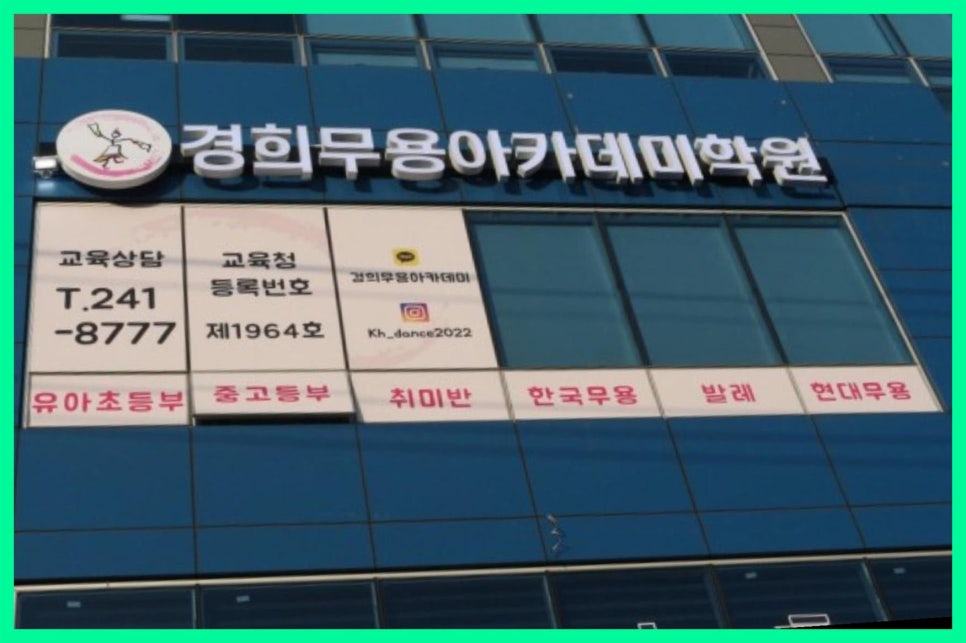 경희무용아카데미학원
교육상담
T.241
-8777
교육청
등록번호
제1964호
경희무용아카데미
Kh_dance2022
유아초등부
중고등부
취미반
한국무용
발레
현대무용